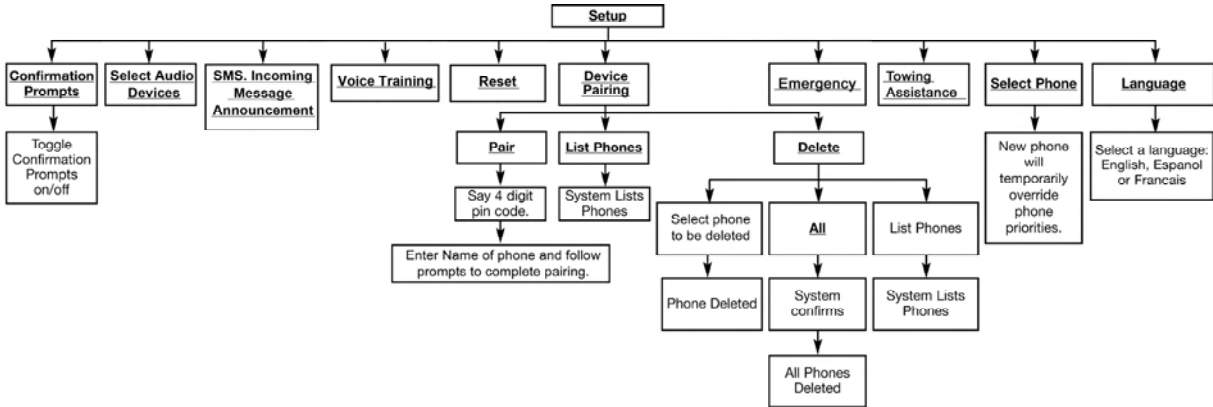 Setup
Confirmation
Prompts
Select Audio
Devices
SMS. Incoming
Message
Announcement
Voice Training
Reset
Device
Pairing
Emergency
Towing
Assistance
Select Phone
Language
Toggle
Confirmation
Prompts
on/off
Pair
List Phones
Delete
New phone
will
temporarily
override
phone
priorities.
Select a language:
English, Espanol
or Francais
Say 4 digit
pin code.
System Lists
Phones
Enter Name of phone and follow
prompts to complete pairing.
Select phone
to be deleted
All
List Phones
Phone Deleted
System
confirms
System Lists
Phones
All Phones
Deleted